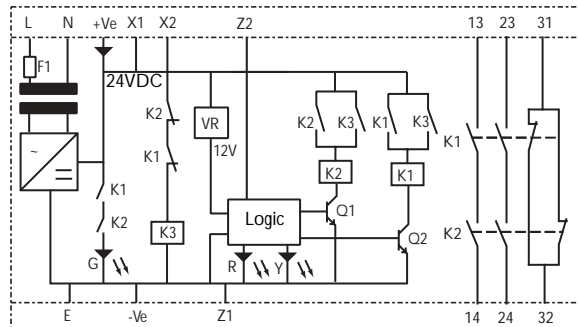 L N +Ve X1 X2 Z2 13 23 31
F1
24VDC
K2 VR K2 K3 K1 K3 K1
12V
~ K1 K2 K1
K1
K2 K3 Logic Q1
Q2 K2
G R Y
E -Ve Z1 14 24 32